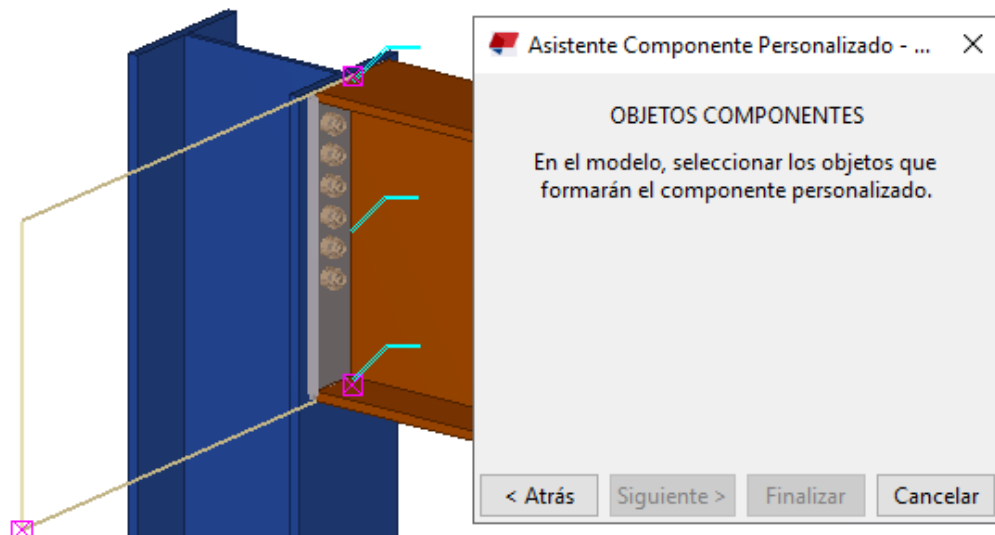 Asistente Componente Personalizado - ...
OBJETOS COMPONENTES
En el modelo, seleccionar los objetos que
formarán el componente personalizado.
< Atrás
Siguiente >
Finalizar
Cancelar